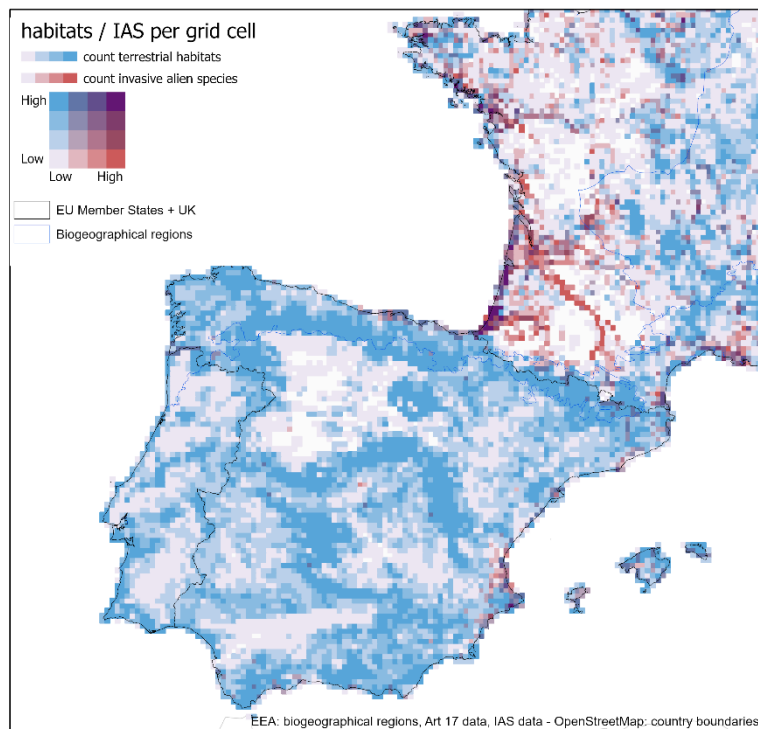 habitats / IAS per grid cell
count terrestrial habitats
count invasive alien species
High
Low
Low High
EU Member States + UK
Biogeographical regions
EEA: biogeographical regions, Art 17 data, IAS data - OpenStreetMap: country boundaries